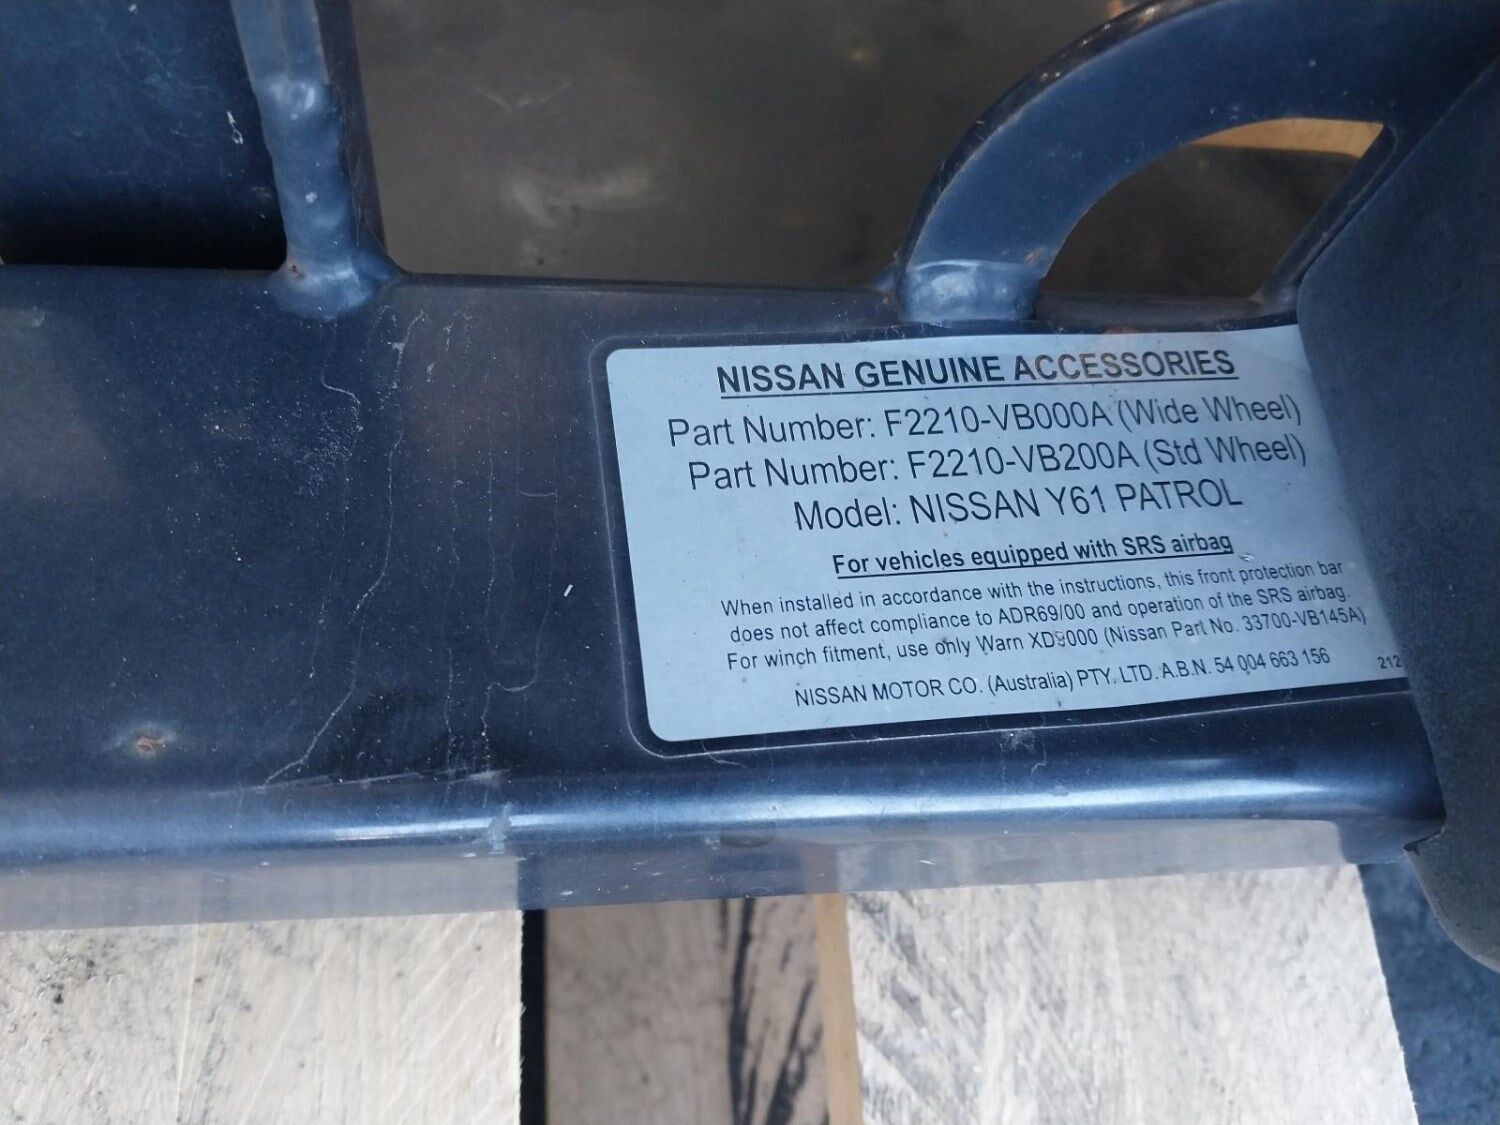 NISSAN GENUINE ACCESSORIES
Part Number: F2210-VB000A (Wide Wheel)
Part Number: F2210-VB200A (Std Wheel)
Model: NISSAN Y61 PATROL
For vehicles equipped with SRS airbag
When installed in accordance with the instructions, this front protection bar
does not affect compliance to ADR69/00 and operation of the SRS airbag.
For winch fitment, use only Warn XD9000 (Nissan Part No. 33700-VB145A)
NISSAN MOTOR CO. (Australia) PTY. LTD. A.B.N. 54 004 663 156
212